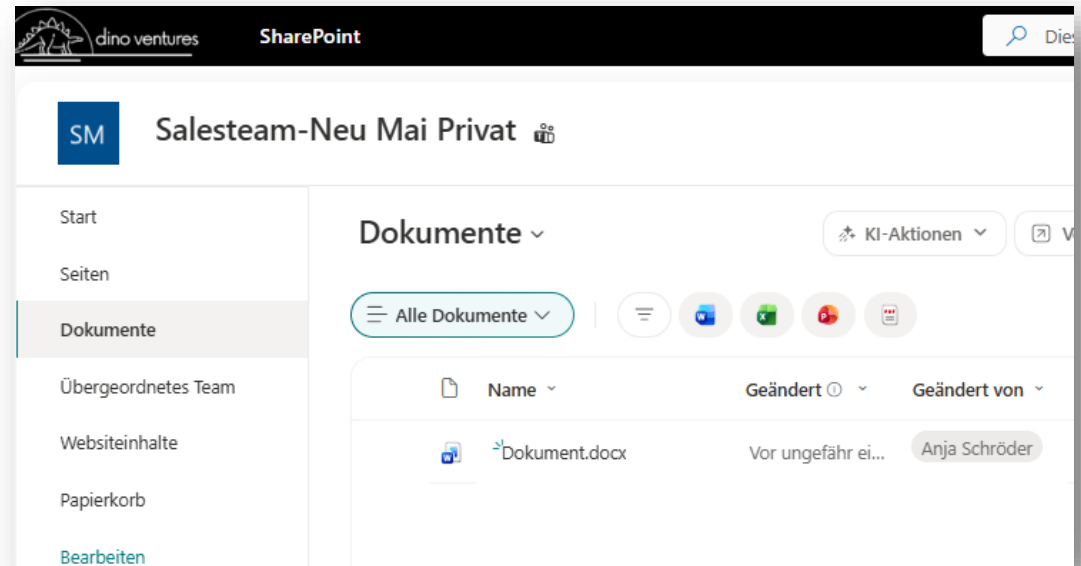 dino ventures SharePoint
SM Salesteam-Neu Mai Privat
Start
Seiten
Dokumente
Übergeordnetes Team
Websiteinhalte
Papierkorb
Bearbeiten
Dokumente KI-Aktionen
Alle Dokumente
Name Geändert Geändert von
Dokument.docx Vor ungefähr ei... Anja Schröder